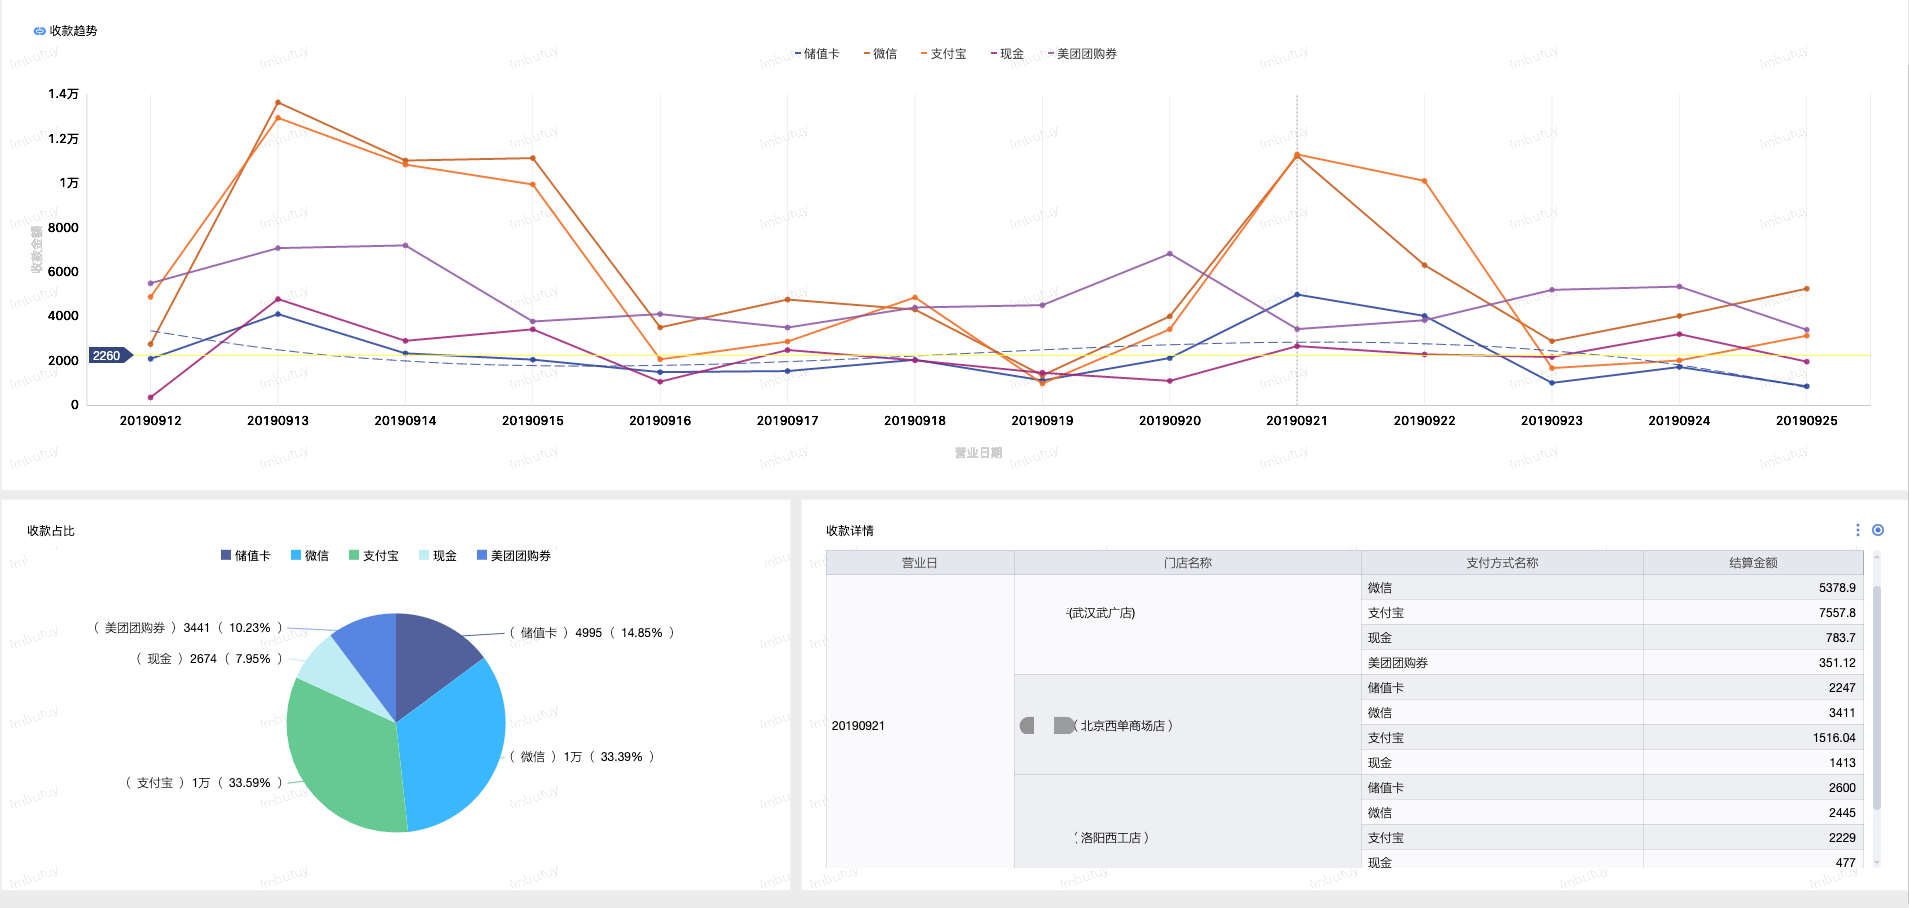 收款趋势
储值卡 微信 支付宝 现金 美团团购券
1.4万
1.2万
1万
8000
6000
4000
2000
0
收款金额
2260
20190912 20190913 20190914 20190915 20190916 20190917 20190918 20190919 20190920 20190921 20190922 20190923 20190924 20190925
营业日期
收款占比
储值卡 微信 支付宝 现金 美团团购券
（ 美团团购券 ）3441（ 10.23% ）
（ 储值卡 ）4995（ 14.85% ）
（ 现金 ）2674（ 7.95% ）
（ 微信 ）1万（ 33.39% ）
（ 支付宝 ）1万（ 33.59% ）
收款详情
营业日 门店名称 支付方式名称 结算金额
20190921
(武汉武广店)
微信 5378.9
支付宝 7557.8
现金 783.7
美团团购券 351.12
（ 北京西单商场店 ）
储值卡 2247
微信 3411
支付宝 1516.04
现金 1413
（ 洛阳西工店 ）
储值卡 2600
微信 2445
支付宝 2229
现金 477
lmbutuy